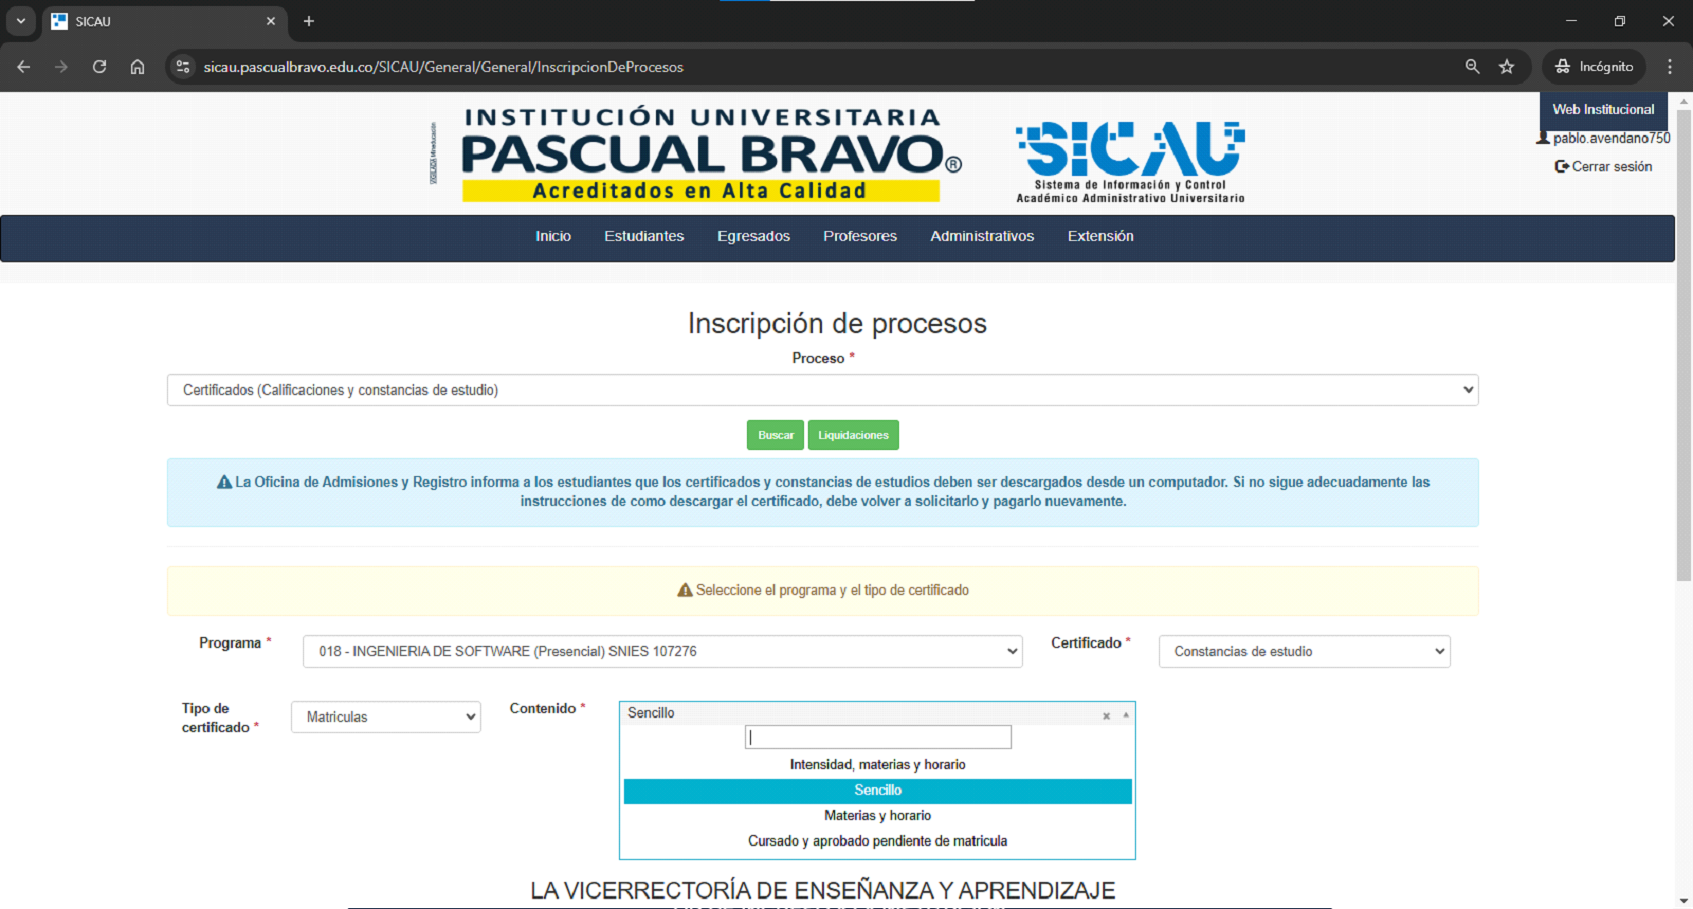 SICAU
sicau.pascualbravo.edu.co/SICAU/General/General/InscripcionDeProcesos
Incógnito
INSTITUCIÓN UNIVERSITARIA
PASCUAL BRAVO®
Acreditados en Alta Calidad
VIGILADA Mineducación
SICAU
Sistema de Información y Control
Académico Administrativo Universitario
Web Institucional
pablo.avendano750
Cerrar sesión
Inicio Estudiantes Egresados Profesores Administrativos Extensión
Inscripción de procesos
Proceso *
Certificados (Calificaciones y constancias de estudio)
Buscar Liquidaciones
La Oficina de Admisiones y Registro informa a los estudiantes que los certificados y constancias de estudios deben ser descargados desde un computador. Si no sigue adecuadamente las
instrucciones de como descargar el certificado, debe volver a solicitarlo y pagarlo nuevamente.
Seleccione el programa y el tipo de certificado
Programa * 018 - INGENIERIA DE SOFTWARE (Presencial) SNIES 107276 Certificado * Constancias de estudio
Tipo de
certificado * Matriculas Contenido * Sencillo
Intensidad, materias y horario
Sencillo
Materias y horario
Cursado y aprobado pendiente de matricula
LA VICERRECTORÍA DE ENSEÑANZA Y APRENDIZAJE